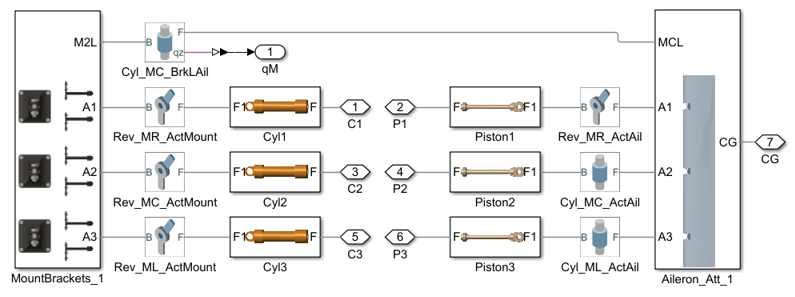 M2L B F MCL
qz 1
Cyl_MC_BrkLAil qM
A1 B F F1 F 1 2 F F1 B F A1
Rev_MR_ActMount Cyl1 C1 P1 Piston1 Rev_MR_ActAil
CG 7
CG
A2 B F F1 F 3 4 F F1 B F A2
Rev_MC_ActMount Cyl2 C2 P2 Piston2 Cyl_MC_ActAil
A3 B F F1 F 5 6 F F1 B F A3
Rev_ML_ActMount Cyl3 C3 P3 Piston3 Cyl_ML_ActAil
MountBrackets_1 Aileron_Att_1